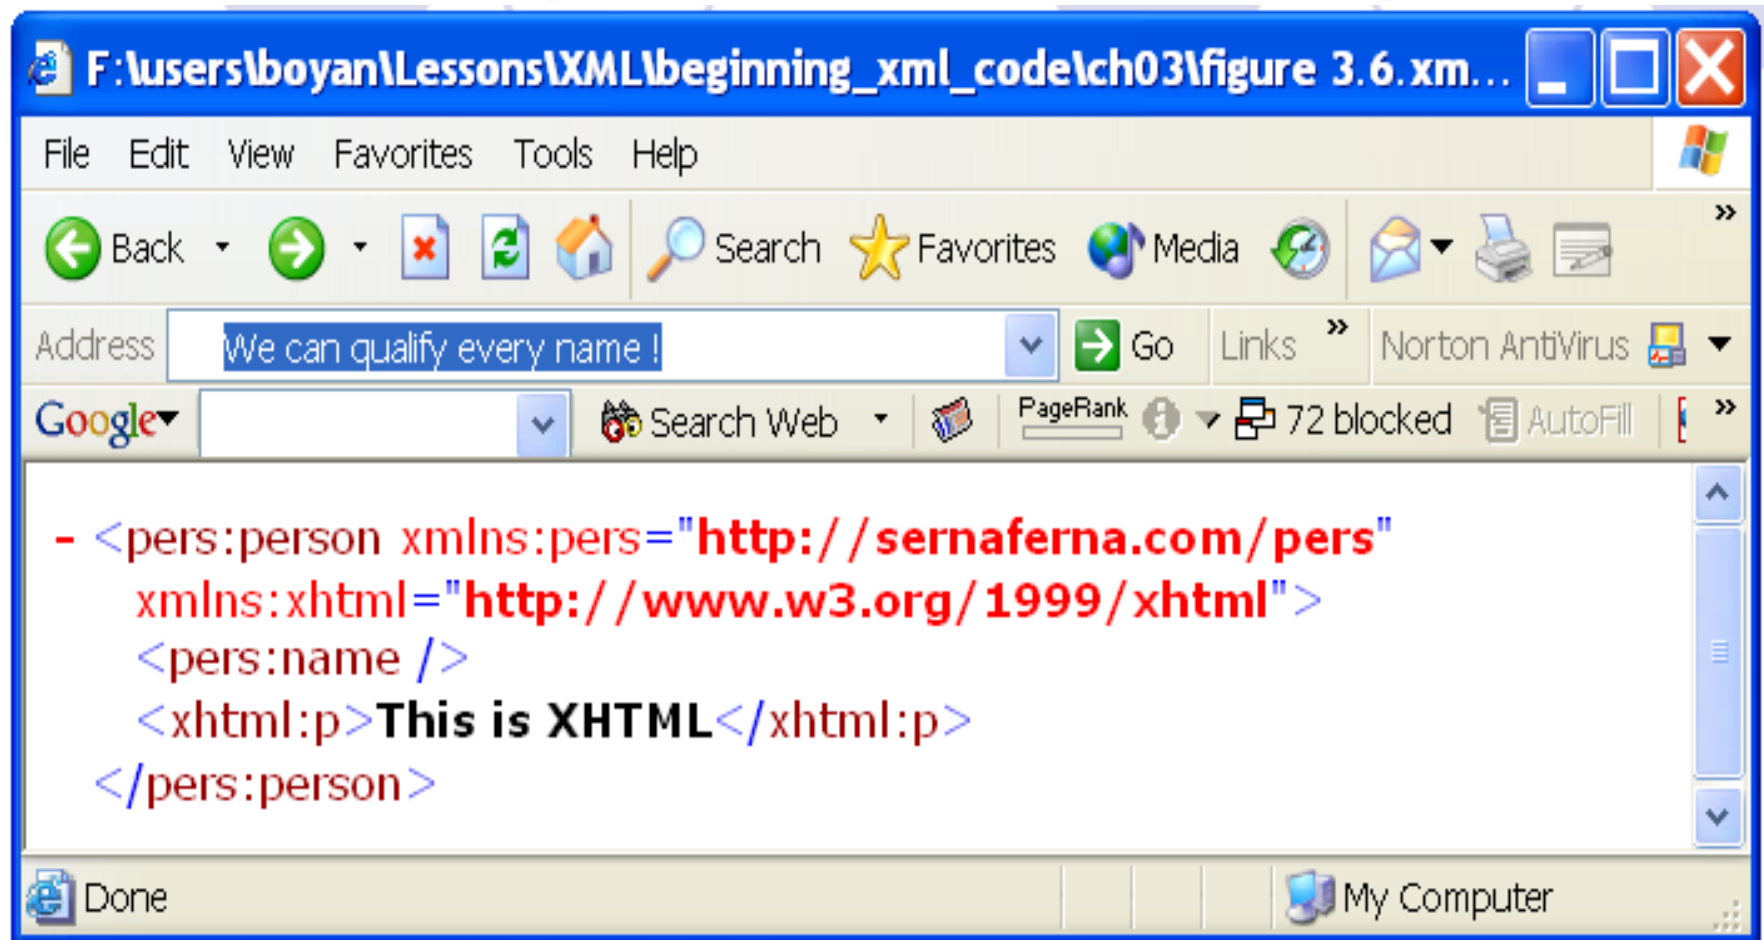 F:\users\boyan\Lessons\XML\beginning_xml_code\ch03\figure 3.6.xm...
File Edit View Favorites Tools Help
Back Search Favorites Media »
Address We can qualify every name ! Go Links » Norton AntiVirus
Google Search Web PageRank 72 blocked AutoFill »
- <pers:person xmlns:pers="http://sernaferna.com/pers"
xmlns:xhtml="http://www.w3.org/1999/xhtml">
<pers:name />
<xhtml:p>This is XHTML</xhtml:p>
</pers:person>
Done My Computer